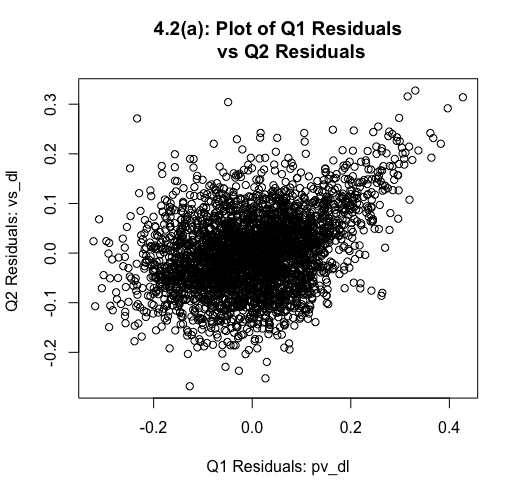 4.2(a): Plot of Q1 Residuals
vs Q2 Residuals
0.3
0.2
0.1
0.0
-0.1
-0.2
Q2 Residuals: vs_dl
-0.2 0.0 0.2 0.4
Q1 Residuals: pv_dl